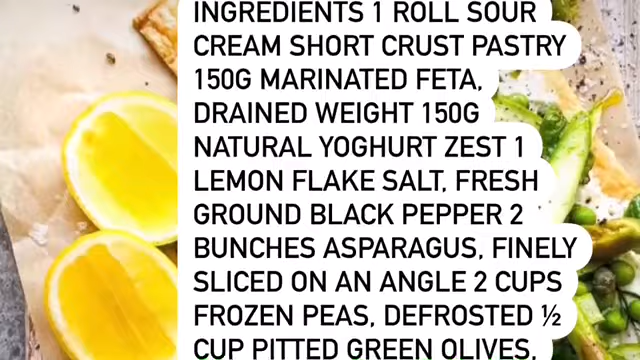 INGREDIENTS 1 ROLL SOUR
CREAM SHORT CRUST PASTRY
150G MARINATED FETA,
DRAINED WEIGHT 150G
NATURAL YOGHURT ZEST 1
LEMON FLAKE SALT, FRESH
GROUND BLACK PEPPER 2
BUNCHES ASPARAGUS, FINELY
SLICED ON AN ANGLE 2 CUPS
FROZEN PEAS, DEFROSTED ½
CUP PITTED GREEN OLIVES,